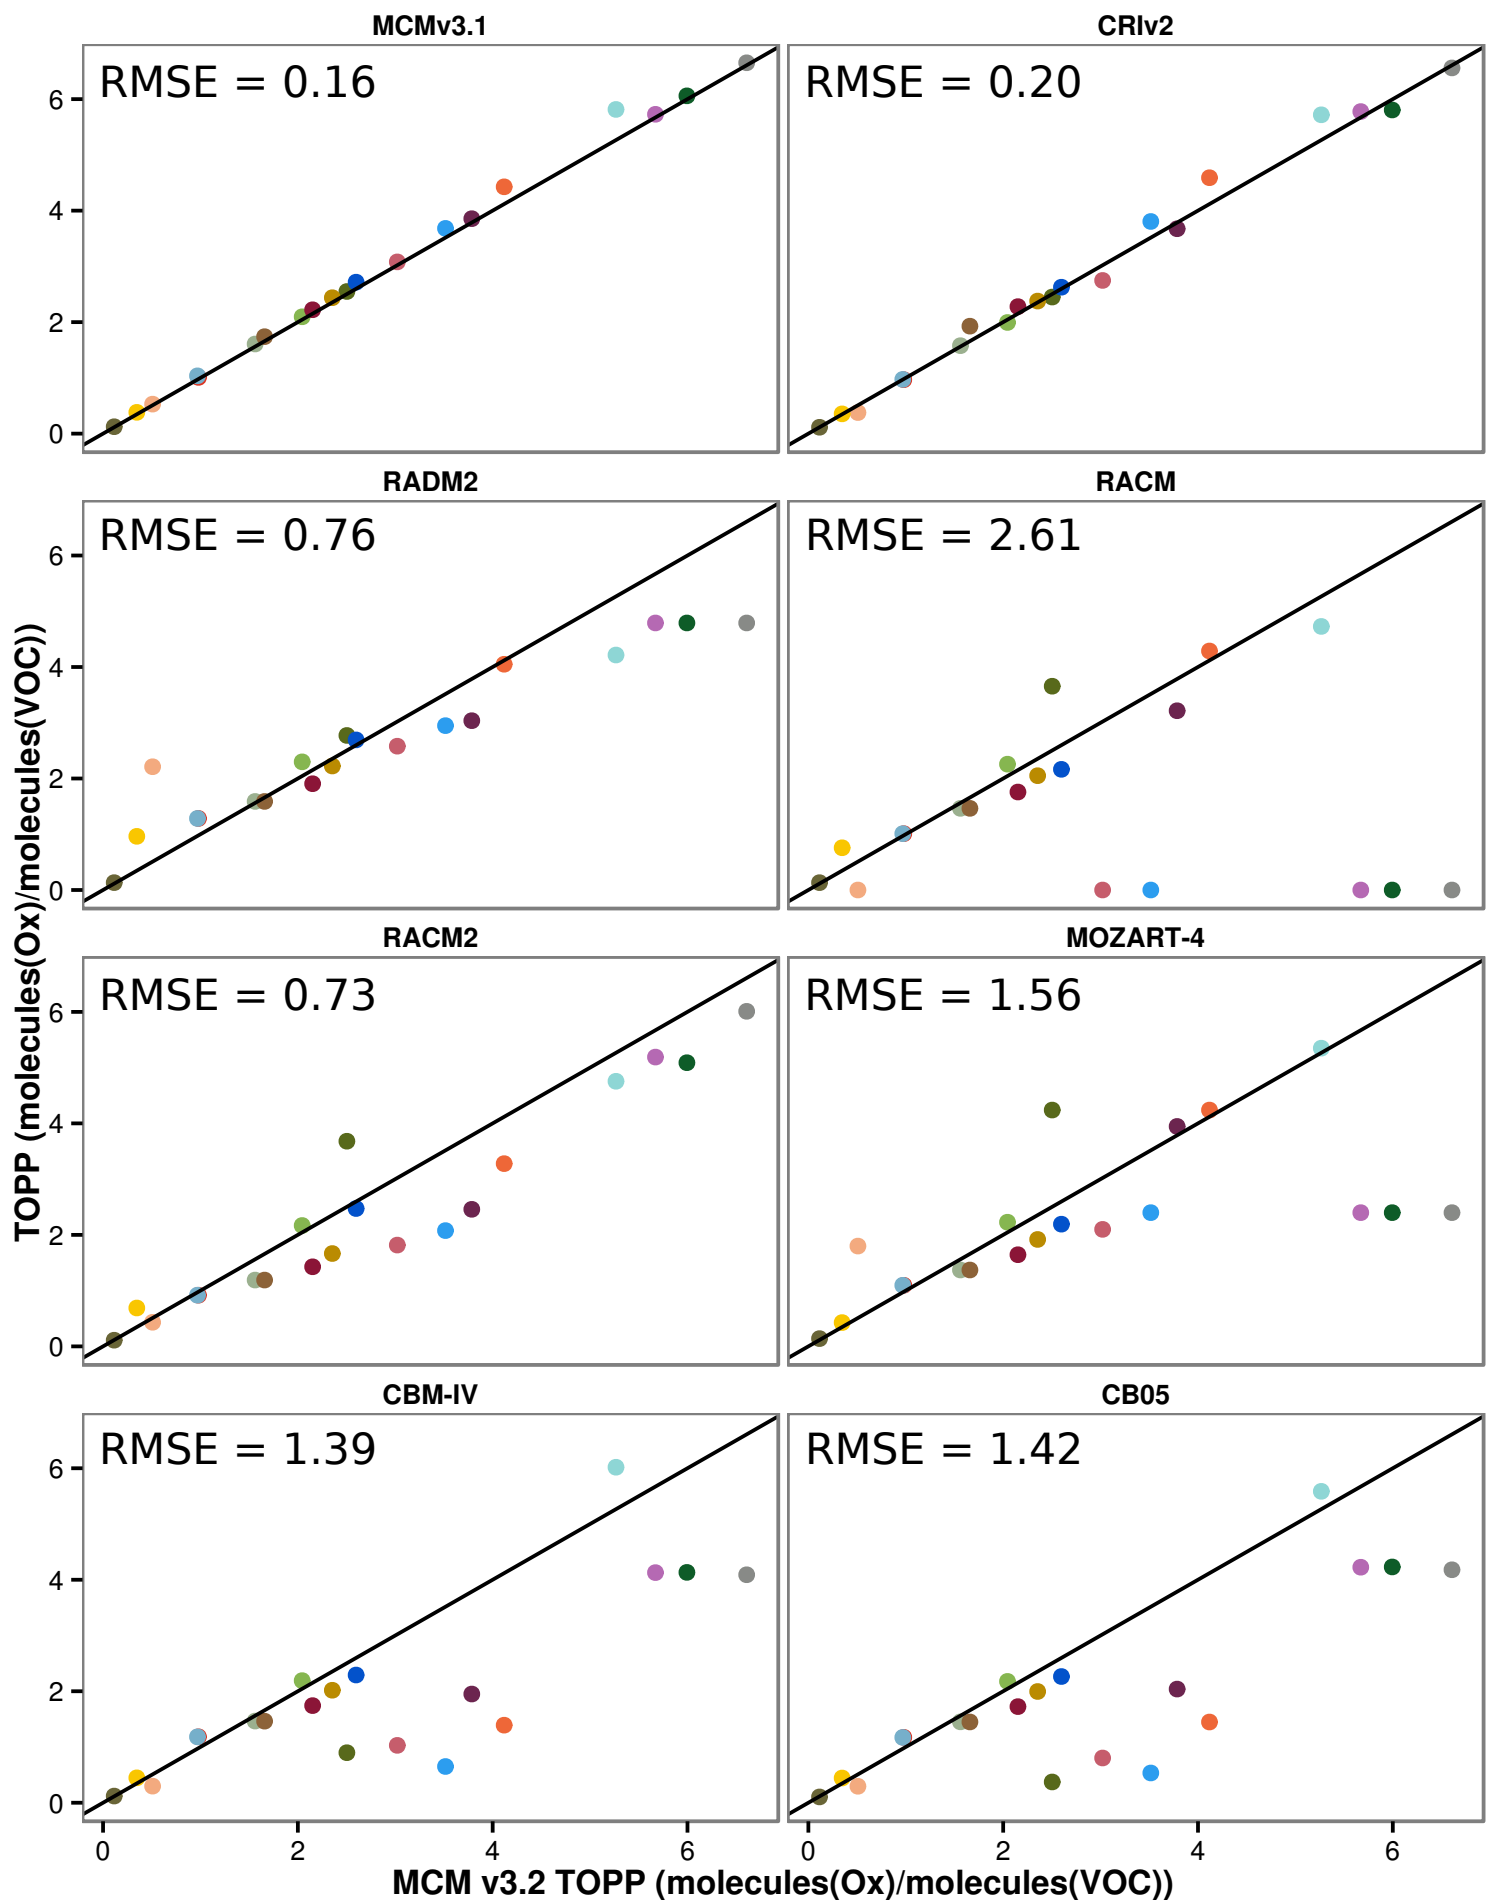 MCMv3.1
CRIv2
RMSE = 0.16
RMSE = 0.20
6
4
2
0
RADM2
RACM
RMSE = 0.76
RMSE = 2.61
6
4
2
0
TOPP (molecules(Ox)/molecules(VOC))
RACM2
MOZART-4
RMSE = 0.73
RMSE = 1.56
6
4
2
0
CBM-IV
CB05
RMSE = 1.39
RMSE = 1.42
6
4
2
0
0 2 4 6
0 2 4 6
MCM v3.2 TOPP (molecules(Ox)/molecules(VOC))